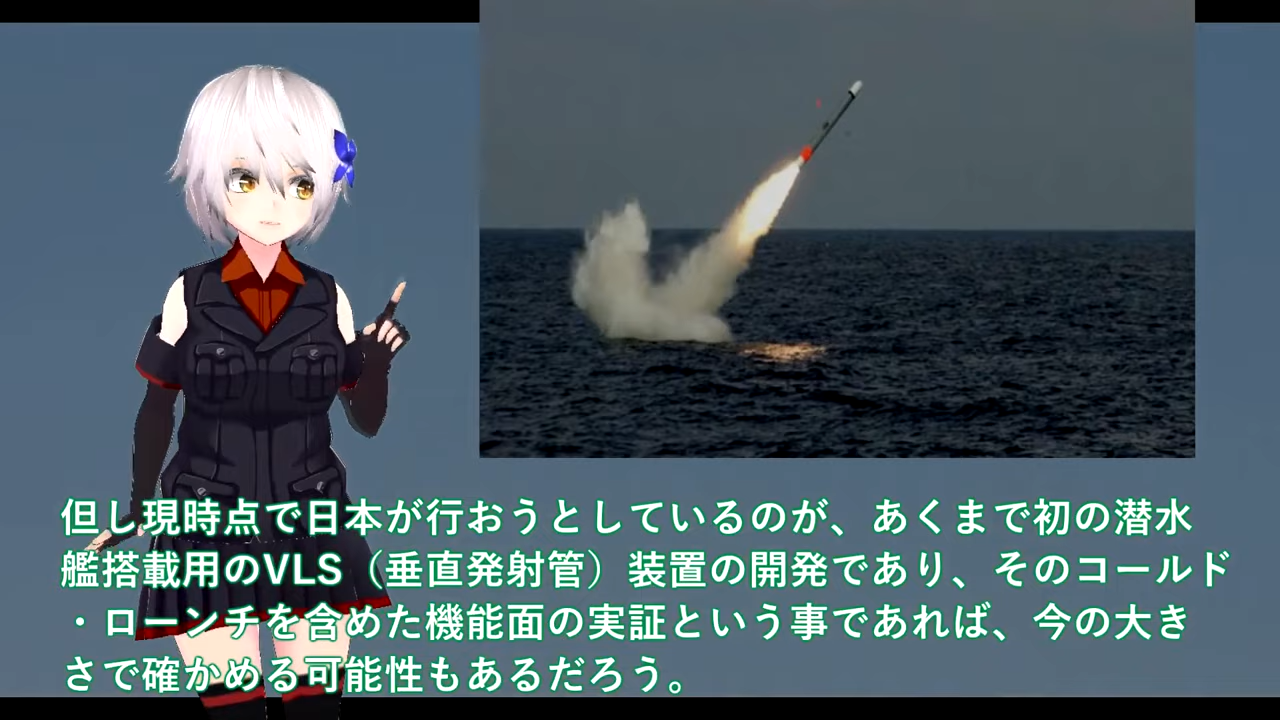 但し現時点で日本が行おうとしているのが、あくまで初の潜水
艦搭載用のVLS（垂直発射管）装置の開発であり、そのコールド
・ローンチを含めた機能面の実証という事であれば、今の大き
さで確かめる可能性もあるだろう。